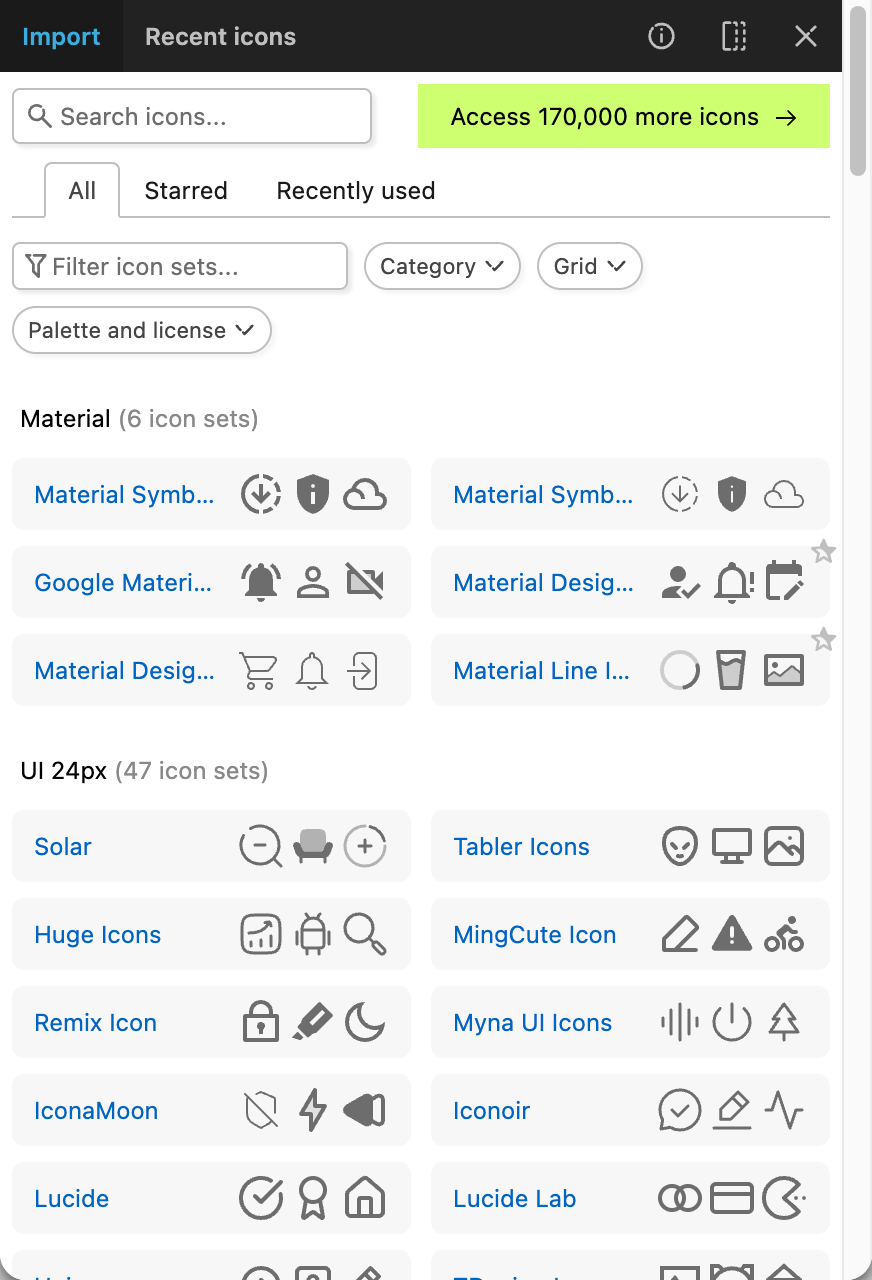 Import Recent icons
Search icons...
Access 170,000 more icons →
All Starred Recently used
Filter icon sets... Category Grid
Palette and license
Material (6 icon sets)
Material Symb... Material Symb...
Google Materi... Material Desig...
Material Desig... Material Line I...
UI 24px (47 icon sets)
Solar Tabler Icons
Huge Icons MingCute Icon
Remix Icon Myna UI Icons
IconaMoon Iconoir
Lucide Lucide Lab